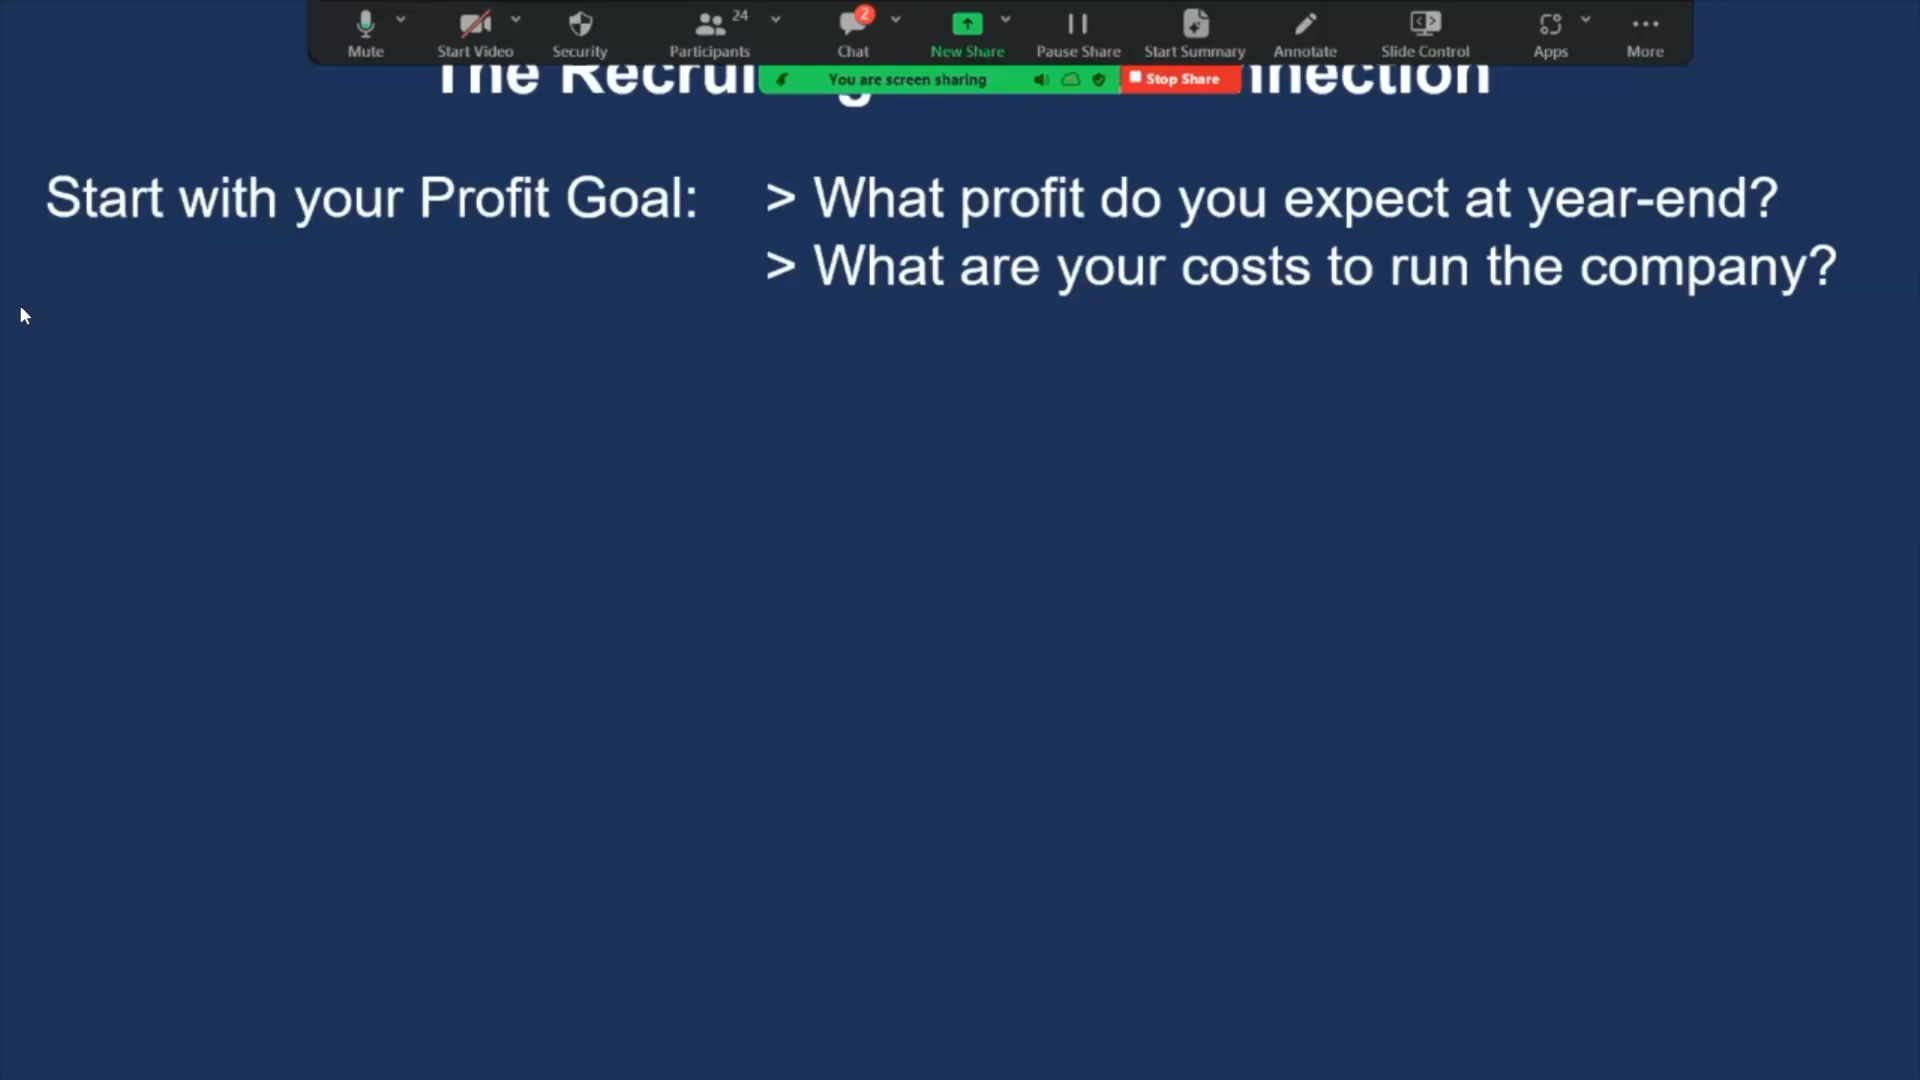 24
2
Mute
Start Video
Security
Participants
Chat
New Share
Pause Share
Start Summary
Annotate
Slide Control
Apps
More
You are screen sharing
Stop Share
The
Start with your Profit Goal: > What profit do you expect at year-end?
> What are your costs to run the company?